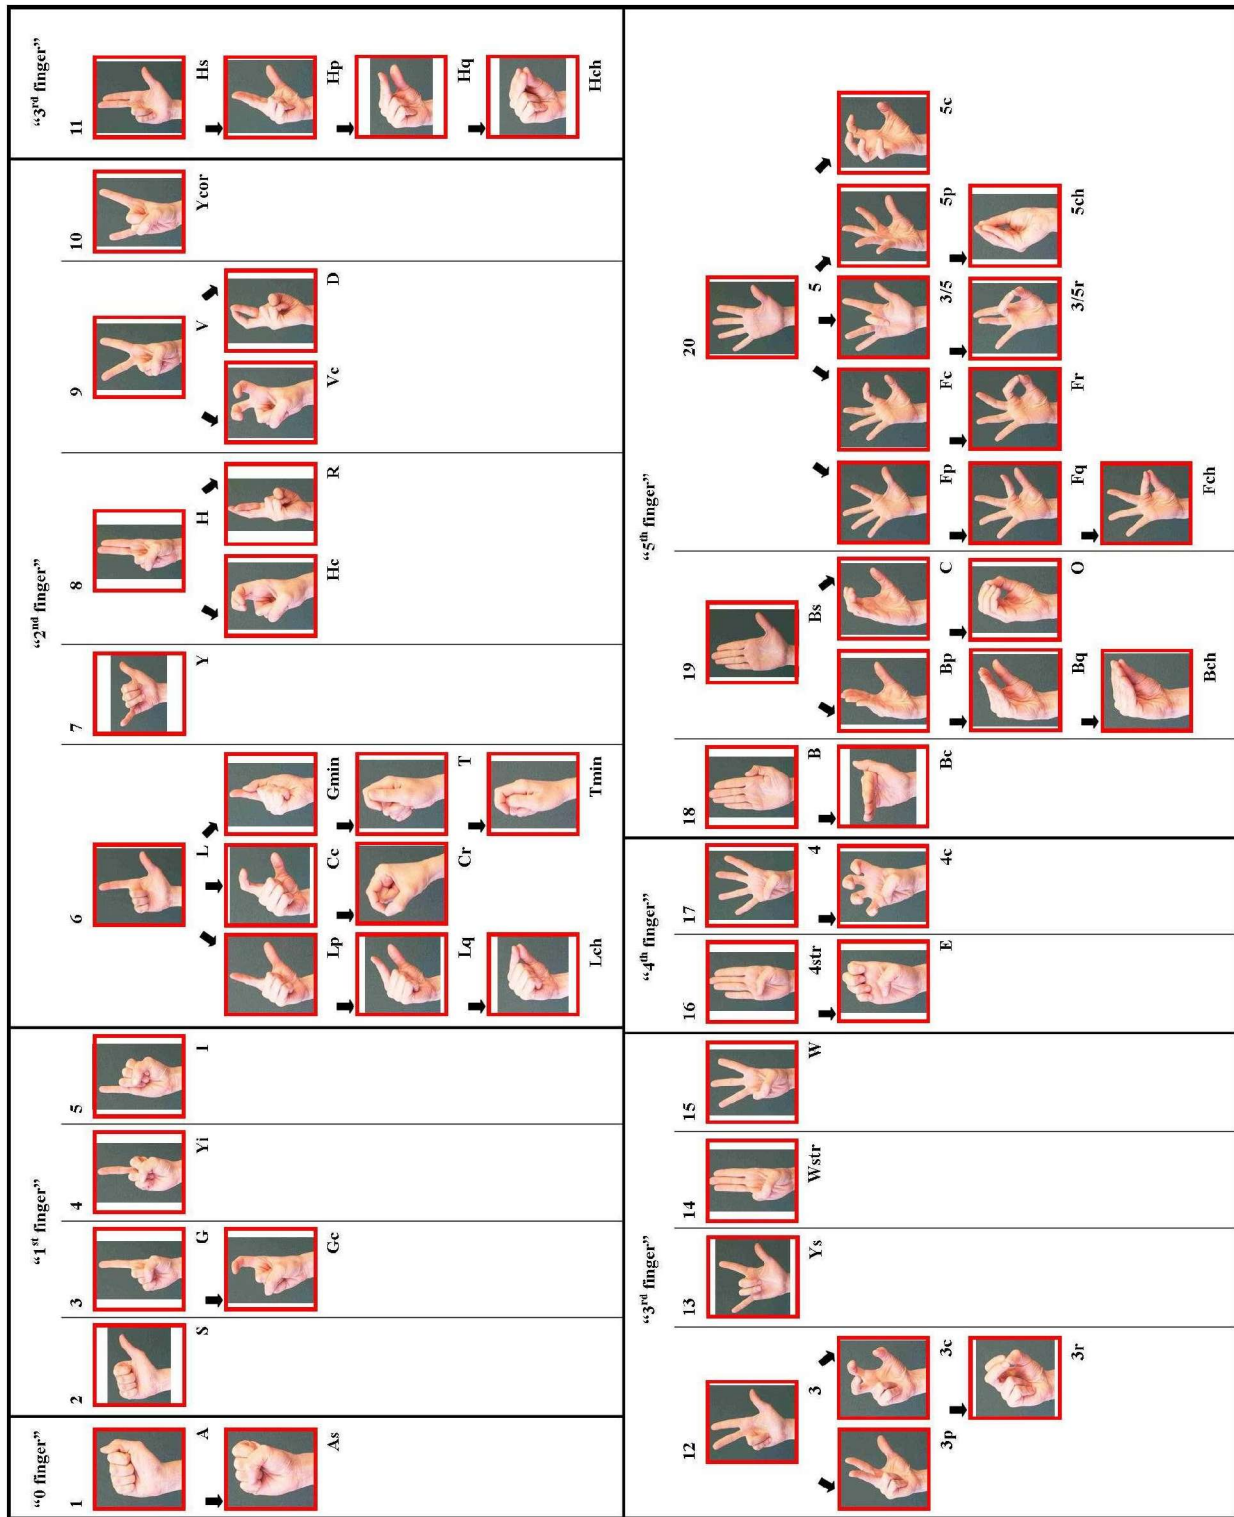 “0 finger” “1st finger” “2nd finger” “3rd finger”
1 2 3 4 5 6 7 8 9 10 11
A S G Yi I L Y H V Ycor Hs
As Gc Lp Cc Gmin Hc R Vc D Hp
Lq Cr T Hq
Lch Tmin Hch
“3rd finger” “4th finger” “5th finger”
12 13 14 15 16 17 18 19 20
3 Ys Wstr W 4str 4 B Bs 5
3p 3c E 4c Bc Bp C Fp Fc 3/5 5p 5c
3r Bq O Fq Fr 3/5r 5ch
Bch Fch